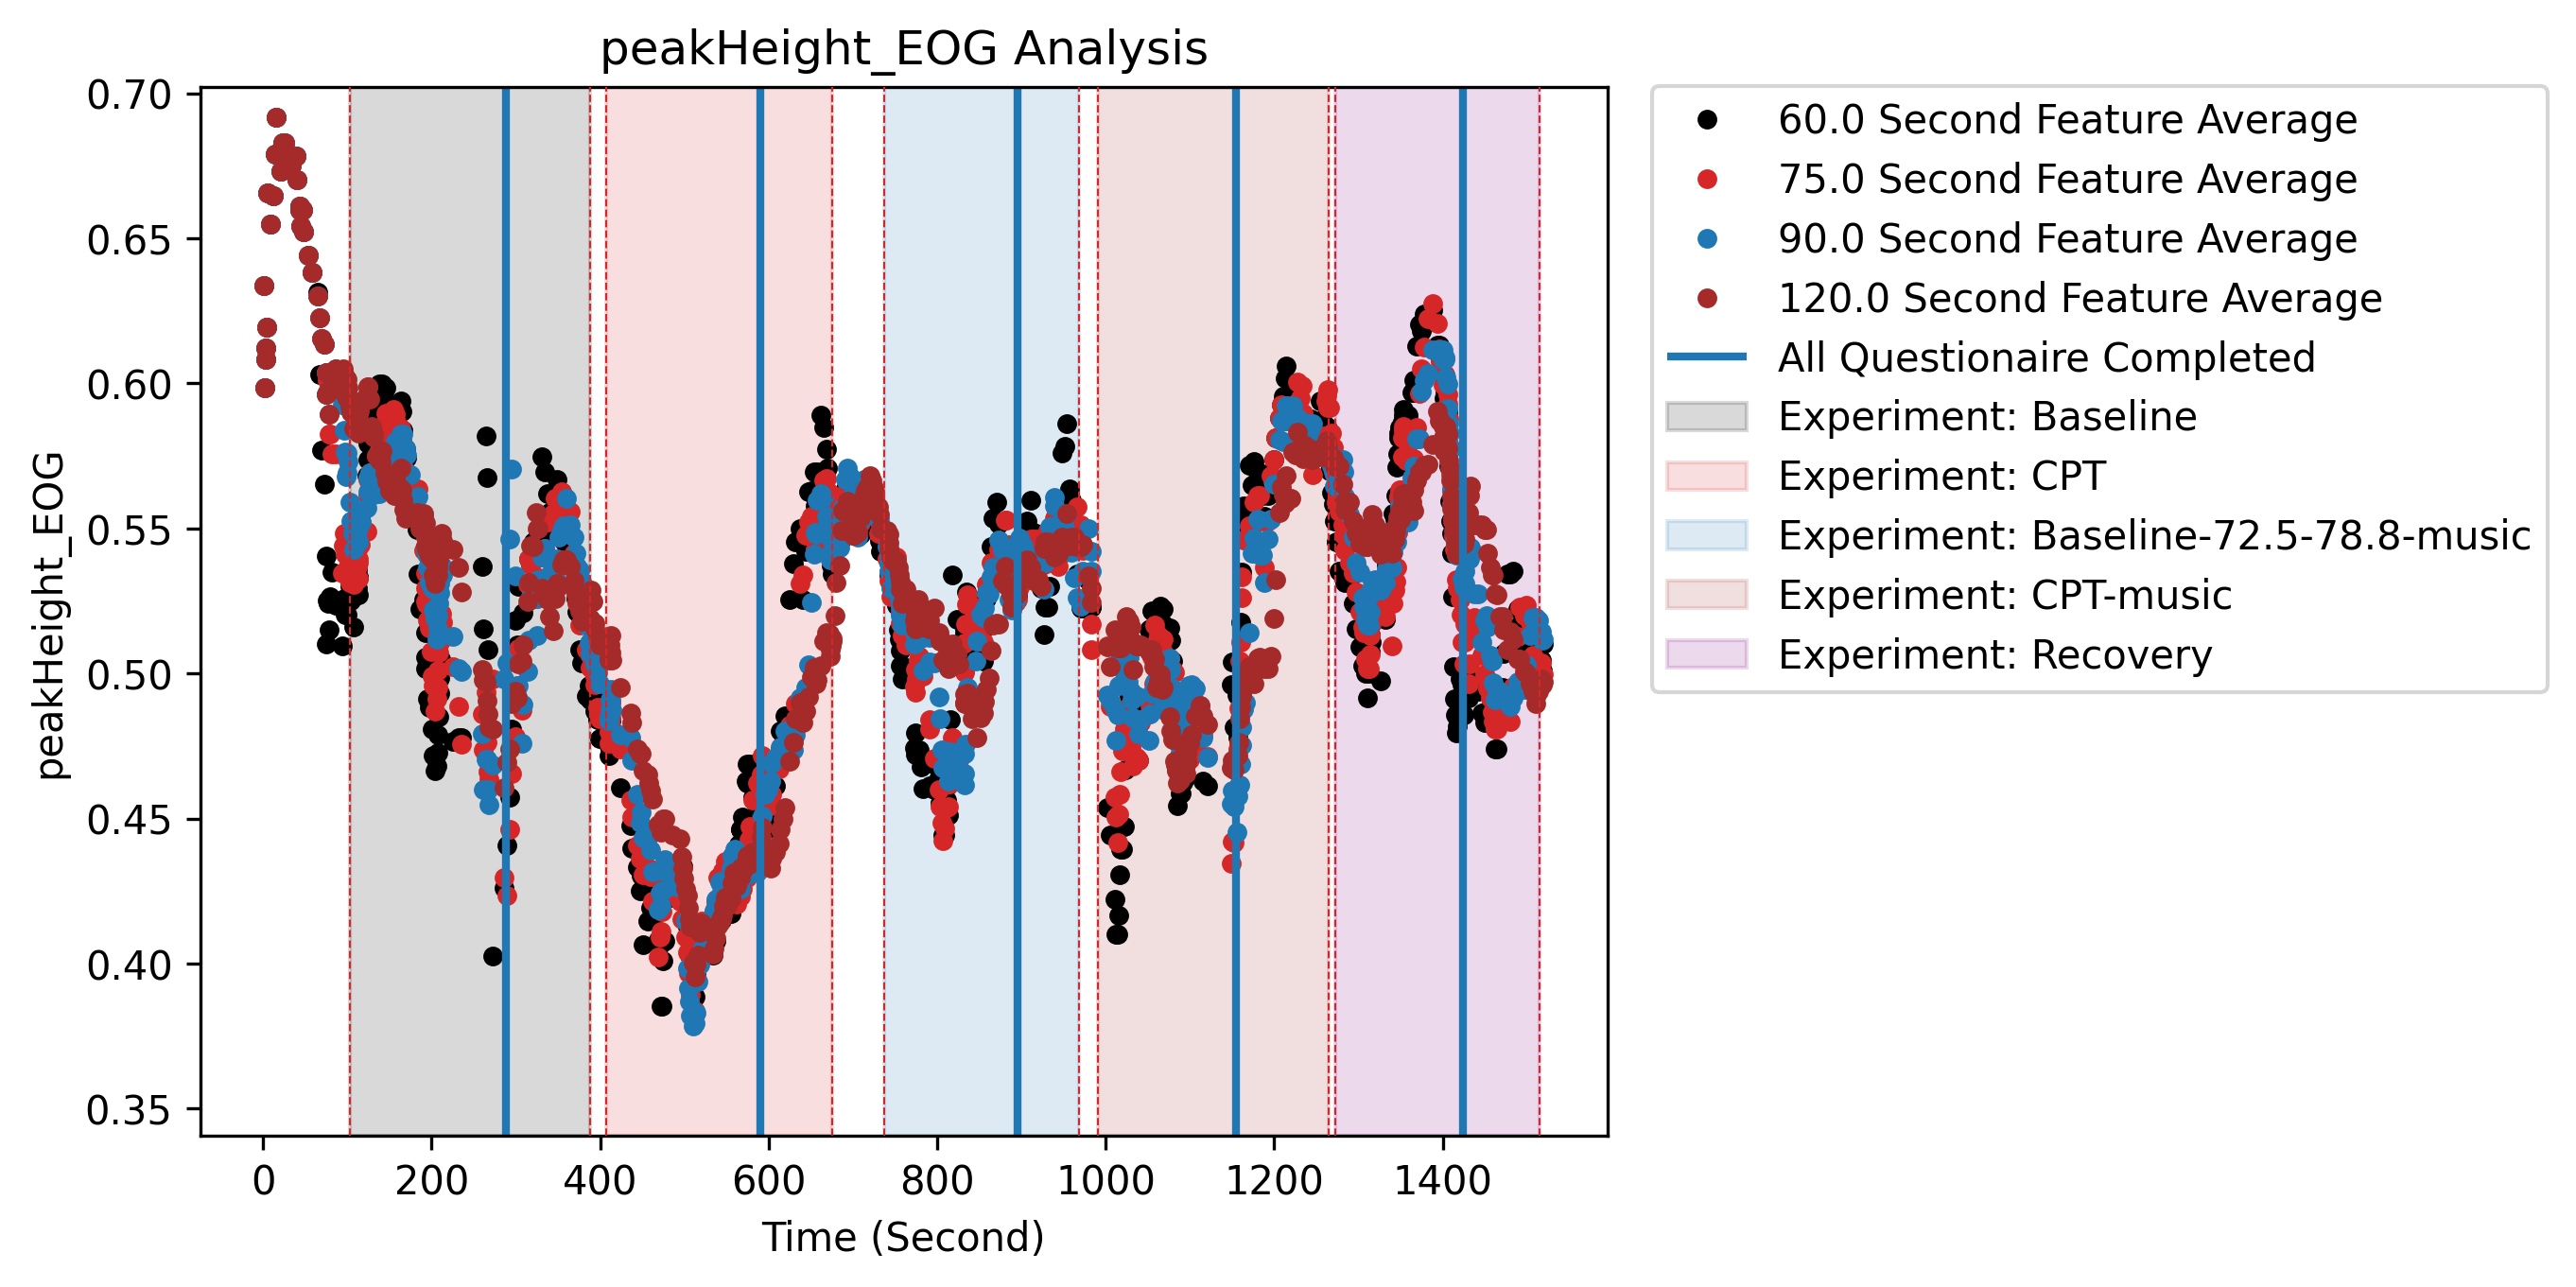 peakHeight_EOG Analysis
peakHeight_EOG
0.70
0.65
0.60
0.55
0.50
0.45
0.40
0.35
0 200 400 600 800 1000 1200 1400
Time (Second)
60.0 Second Feature Average
75.0 Second Feature Average
90.0 Second Feature Average
120.0 Second Feature Average
All Questionaire Completed
Experiment: Baseline
Experiment: CPT
Experiment: Baseline-72.5-78.8-music
Experiment: CPT-music
Experiment: Recovery